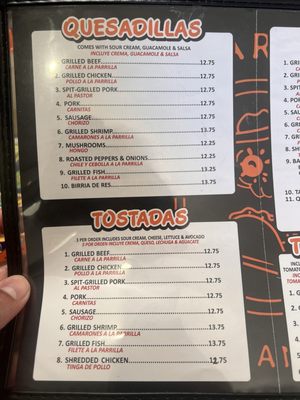 QUESADILLAS
COMES WITH SOUR CREAM, GUACAMOLE & SALSA
INCLUYE CREMA, GUACAMOLE & SALSA
GRILLED BEEF 12.75
CARNE A LA PARRILLA
2. GRILLED CHICKEN 12.75
POLLO A LA PARRILLA
3. SPIT-GRILLED PORK 12.75
AL PASTOR
4. PORK 12.75
CARNITAS
5. SAUSAGE 12.75
CHORIZO
6. GRILLED SHRIMP 13.75
CAMARONES A LA PARRILLA
7. MUSHROOMS 12.25
HONGO
8. ROASTED PEPPERS & ONIONS 12.25
CHILE Y CEBOLLA A LA PARRILLA
9. GRILLED FISH 13.75
FILETE A LA PARRILLA
10. BIRRIA DE RES 13.25
TOSTADAS
3 PER ORDER INCLUDES SOUR CREAM, CHEESE, LETTUCE & AVOCADO
3 POR ORDEN INCLUYE CREMA, QUESO, LECHUGA & AGUACATE
1. GRILLED BEEF 12.75
CARNE A LA PARRILLA
2. GRILLED CHICKEN 12.75
POLLO A LA PARRILLA
3. SPIT-GRILLED PORK 12.75
AL PASTOR
4. PORK 12.75
CARNITAS
5. SAUSAGE 12.75
CHORIZO
6. GRILLED SHRIMP 13.75
CAMARONES A LA PARRILLA
7. GRILLED FISH 13.75
FILETE A LA PARRILLA
8. SHREDDED CHICKEN 12.75
TINGA DE POLLO